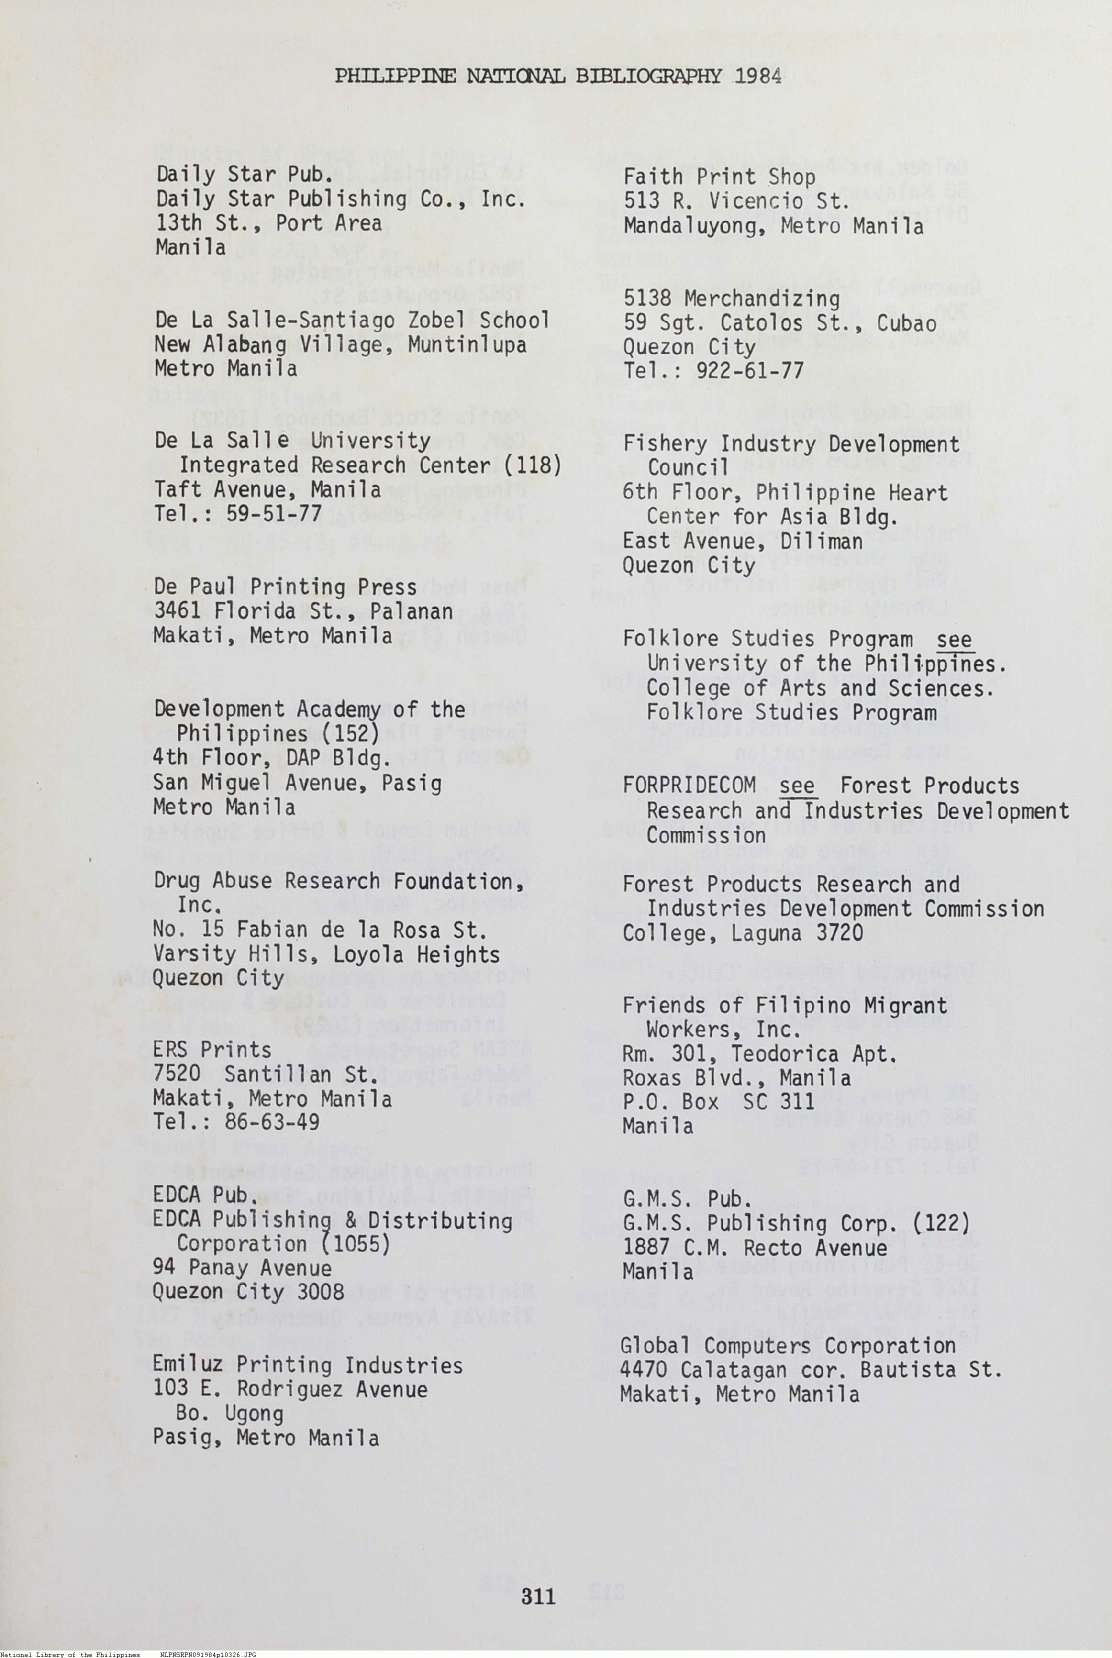 PHILIPPINE NATIONAL BIBLIOGRAPHY 1984
Daily Star Pub.
Daily Star Publishing Co., Inc.
13th St., Port Area
Manila
De La Salle-Santiago Zobel School
New Alabang Village, Muntinlupa
Metro Manila
De La Salle University
Integrated Research Center (118)
Taft Avenue, Manila
Tel.: 59-51-77
De Paul Printing Press
3461 Florida St., Palanan
Makati, Metro Manila
Development Academy of the
Philippines (152)
4th Floor, DAP Bldg.
San Miguel Avenue, Pasig
Metro Manila
Drug Abuse Research Foundation,
Inc.
No. 15 Fabian de la Rosa St.
Varsity Hills, Loyola Heights
Quezon City
ERS Prints
7520 Santillan St.
Makati, Metro Manila
Tel.: 86-63-49
EDCA Pub.
EDCA Publishing & Distributing
Corporation (1055)
94 Panay Avenue
Quezon City 3008
Emiluz Printing Industries
103 E. Rodriguez Avenue
Bo. Ugong
Pasig, Metro Manila
Faith Print Shop
513 R. Vicencio St.
Mandaluyong, Metro Manila
5138 Merchandizing
59 Sgt. Catolos St., Cubao
Quezon City
Tel.: 922-61-77
Fishery Industry Development
Council
6th Floor, Philippine Heart
Center for Asia Bldg.
East Avenue, Diliman
Quezon City
Folklore Studies Program see
University of the Philippines.
College of Arts and Sciences.
Folklore Studies Program
FORPRIDECOM see Forest Products
Research and Industries Development
Commission
Forest Products Research and
Industries Development Commission
College, Laguna 3720
Friends of Filipino Migrant
Workers, Inc.
Rm. 301, Teodorica Apt.
Roxas Blvd., Manila
P.O. Box SC 311
Manila
G.M.S. Pub.
G.M.S. Publishing Corp. (122)
1887 C.M. Recto Avenue
Manila
Global Computers Corporation
4470 Calatagan cor. Bautista St.
Makati, Metro Manila
311
National Library of the Philippines NLPNSRPN091984p10326.JPG